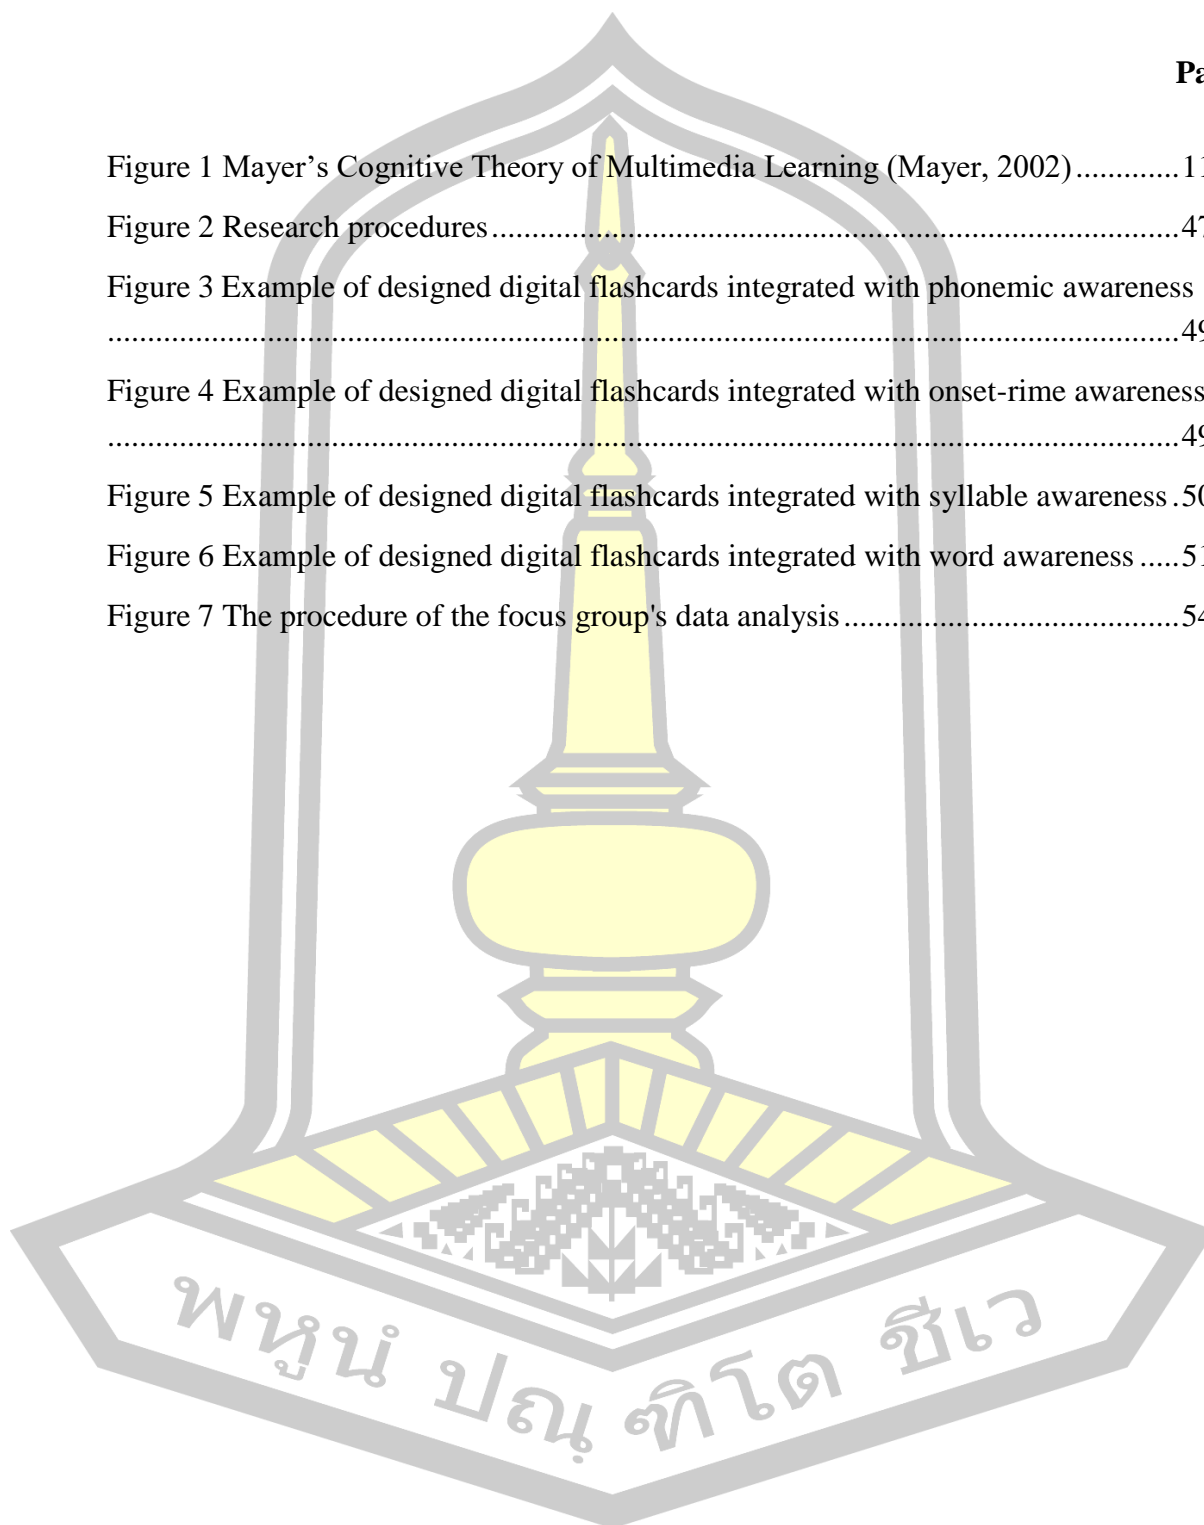 Pa
Figure 1 Mayer’s Cognitive Theory of Multimedia Learning (Mayer, 2002).............11
Figure 2 Research procedures.....................................................................................47
Figure 3 Example of designed digital flashcards integrated with phonemic awareness
....................................................................................................................................49
Figure 4 Example of designed digital flashcards integrated with onset-rime awareness
....................................................................................................................................49
Figure 5 Example of designed digital flashcards integrated with syllable awareness.50
Figure 6 Example of designed digital flashcards integrated with word awareness.....51
Figure 7 The procedure of the focus group's data analysis.........................................54
พหูนํ ปณฺ ฑิโต ชีเว